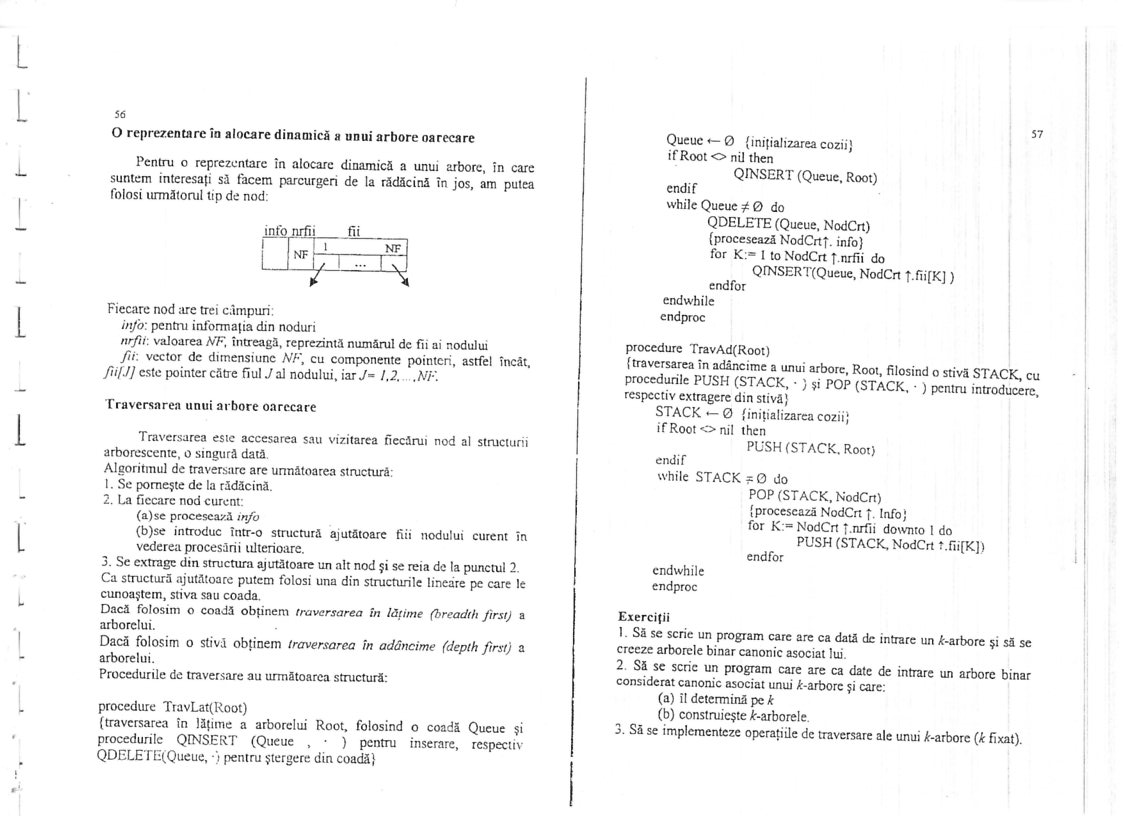 56
O reprezentare în alocare dinamică a unui arbore oarecare
Pentru o reprezentare în alocare dinamică a unui arbore, în care
suntem interesați să facem parcurgeri de la rădăcină în jos, am putea
folosi următorul tip de nod:
info nrfii fii
NF 1 NF
...
Fiecare nod are trei câmpuri:
info: pentru informația din noduri
nrfii: valoarea NF, întreagă, reprezintă numărul de fii ai nodului
fii: vector de dimensiune NF, cu componente pointeri, astfel încât,
fii[J] este pointer către fiul J al nodului, iar J= 1,2,...,NF.
Traversarea unui arbore oarecare
Traversarea este accesarea sau vizitarea fiecărui nod al structurii
arborescente, o singură dată.
Algoritmul de traversare are următoarea structură:
1. Se pornește de la rădăcină.
2. La fiecare nod curent:
(a)se procesează info
(b)se introduc într-o structură ajutătoare fiii nodului curent în
vederea procesării ulterioare.
3. Se extrage din structura ajutătoare un alt nod și se reia de la punctul 2.
Ca structură ajutătoare putem folosi una din structurile lineare pe care le
cunoaștem, stiva sau coada.
Dacă folosim o coadă obținem traversarea în lățime (breadth first) a
arborelui.
Dacă folosim o stivă obținem traversarea în adâncime (depth first) a
arborelui.
Procedurile de traversare au următoarea structură:
procedure TravLat(Root)
{traversarea în lățime a arborelui Root, folosind o coadă Queue și
procedurile QINSERT (Queue , · ) pentru inserare, respectiv
QDELETE(Queue, ·) pentru ștergere din coadă}
57
Queue ← Ø {inițializarea cozii}
if Root <> nil then
QINSERT (Queue, Root)
endif
while Queue ≠ Ø do
QDELETE (Queue, NodCrt)
{procesează NodCrt↑. info}
for K:= 1 to NodCrt ↑.nrfii do
QINSERT(Queue, NodCrt ↑.fii[K] )
endfor
endwhile
endproc
procedure TravAd(Root)
{traversarea în adâncime a unui arbore, Root, filosind o stivă STACK, cu
procedurile PUSH (STACK, · ) și POP (STACK, · ) pentru introducere,
respectiv extragere din stivă}
STACK ← Ø {inițializarea cozii}
if Root <> nil then
PUSH (STACK, Root)
endif
while STACK ≠ Ø do
POP (STACK, NodCrt)
{procesează NodCrt ↑. Info}
for K:= NodCrt ↑.nrfii downto 1 do
PUSH (STACK, NodCrt ↑.fii[K])
endfor
endwhile
endproc
Exerciții
1. Să se scrie un program care are ca dată de intrare un k-arbore și să se
creeze arborele binar canonic asociat lui.
2. Să se scrie un program care are ca date de intrare un arbore binar
considerat canonic asociat unui k-arbore și care:
(a) îl determină pe k
(b) construiește k-arborele.
3. Să se implementeze operațiile de traversare ale unui k-arbore (k fixat).